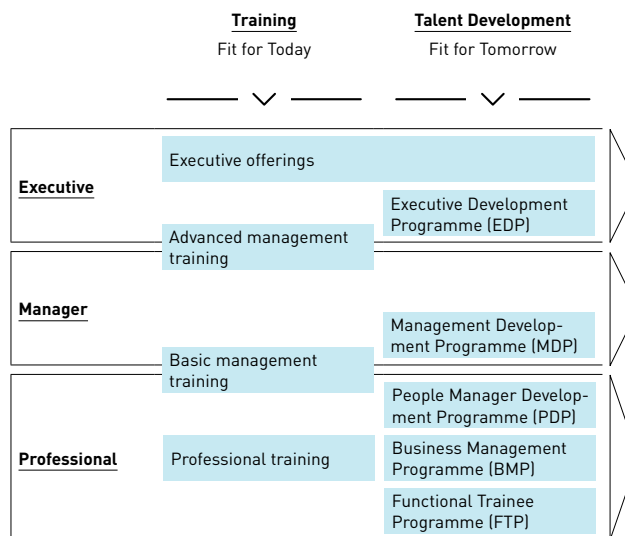 Training
Fit for Today
Talent Development
Fit for Tomorrow
Executive
Executive offerings
Executive Development
Programme (EDP)
Advanced management
training
Manager
Management Develop-
ment Programme (MDP)
Basic management
training
Professional
People Manager Develop-
ment Programme (PDP)
Professional training
Business Management
Programme (BMP)
Functional Trainee
Programme (FTP)